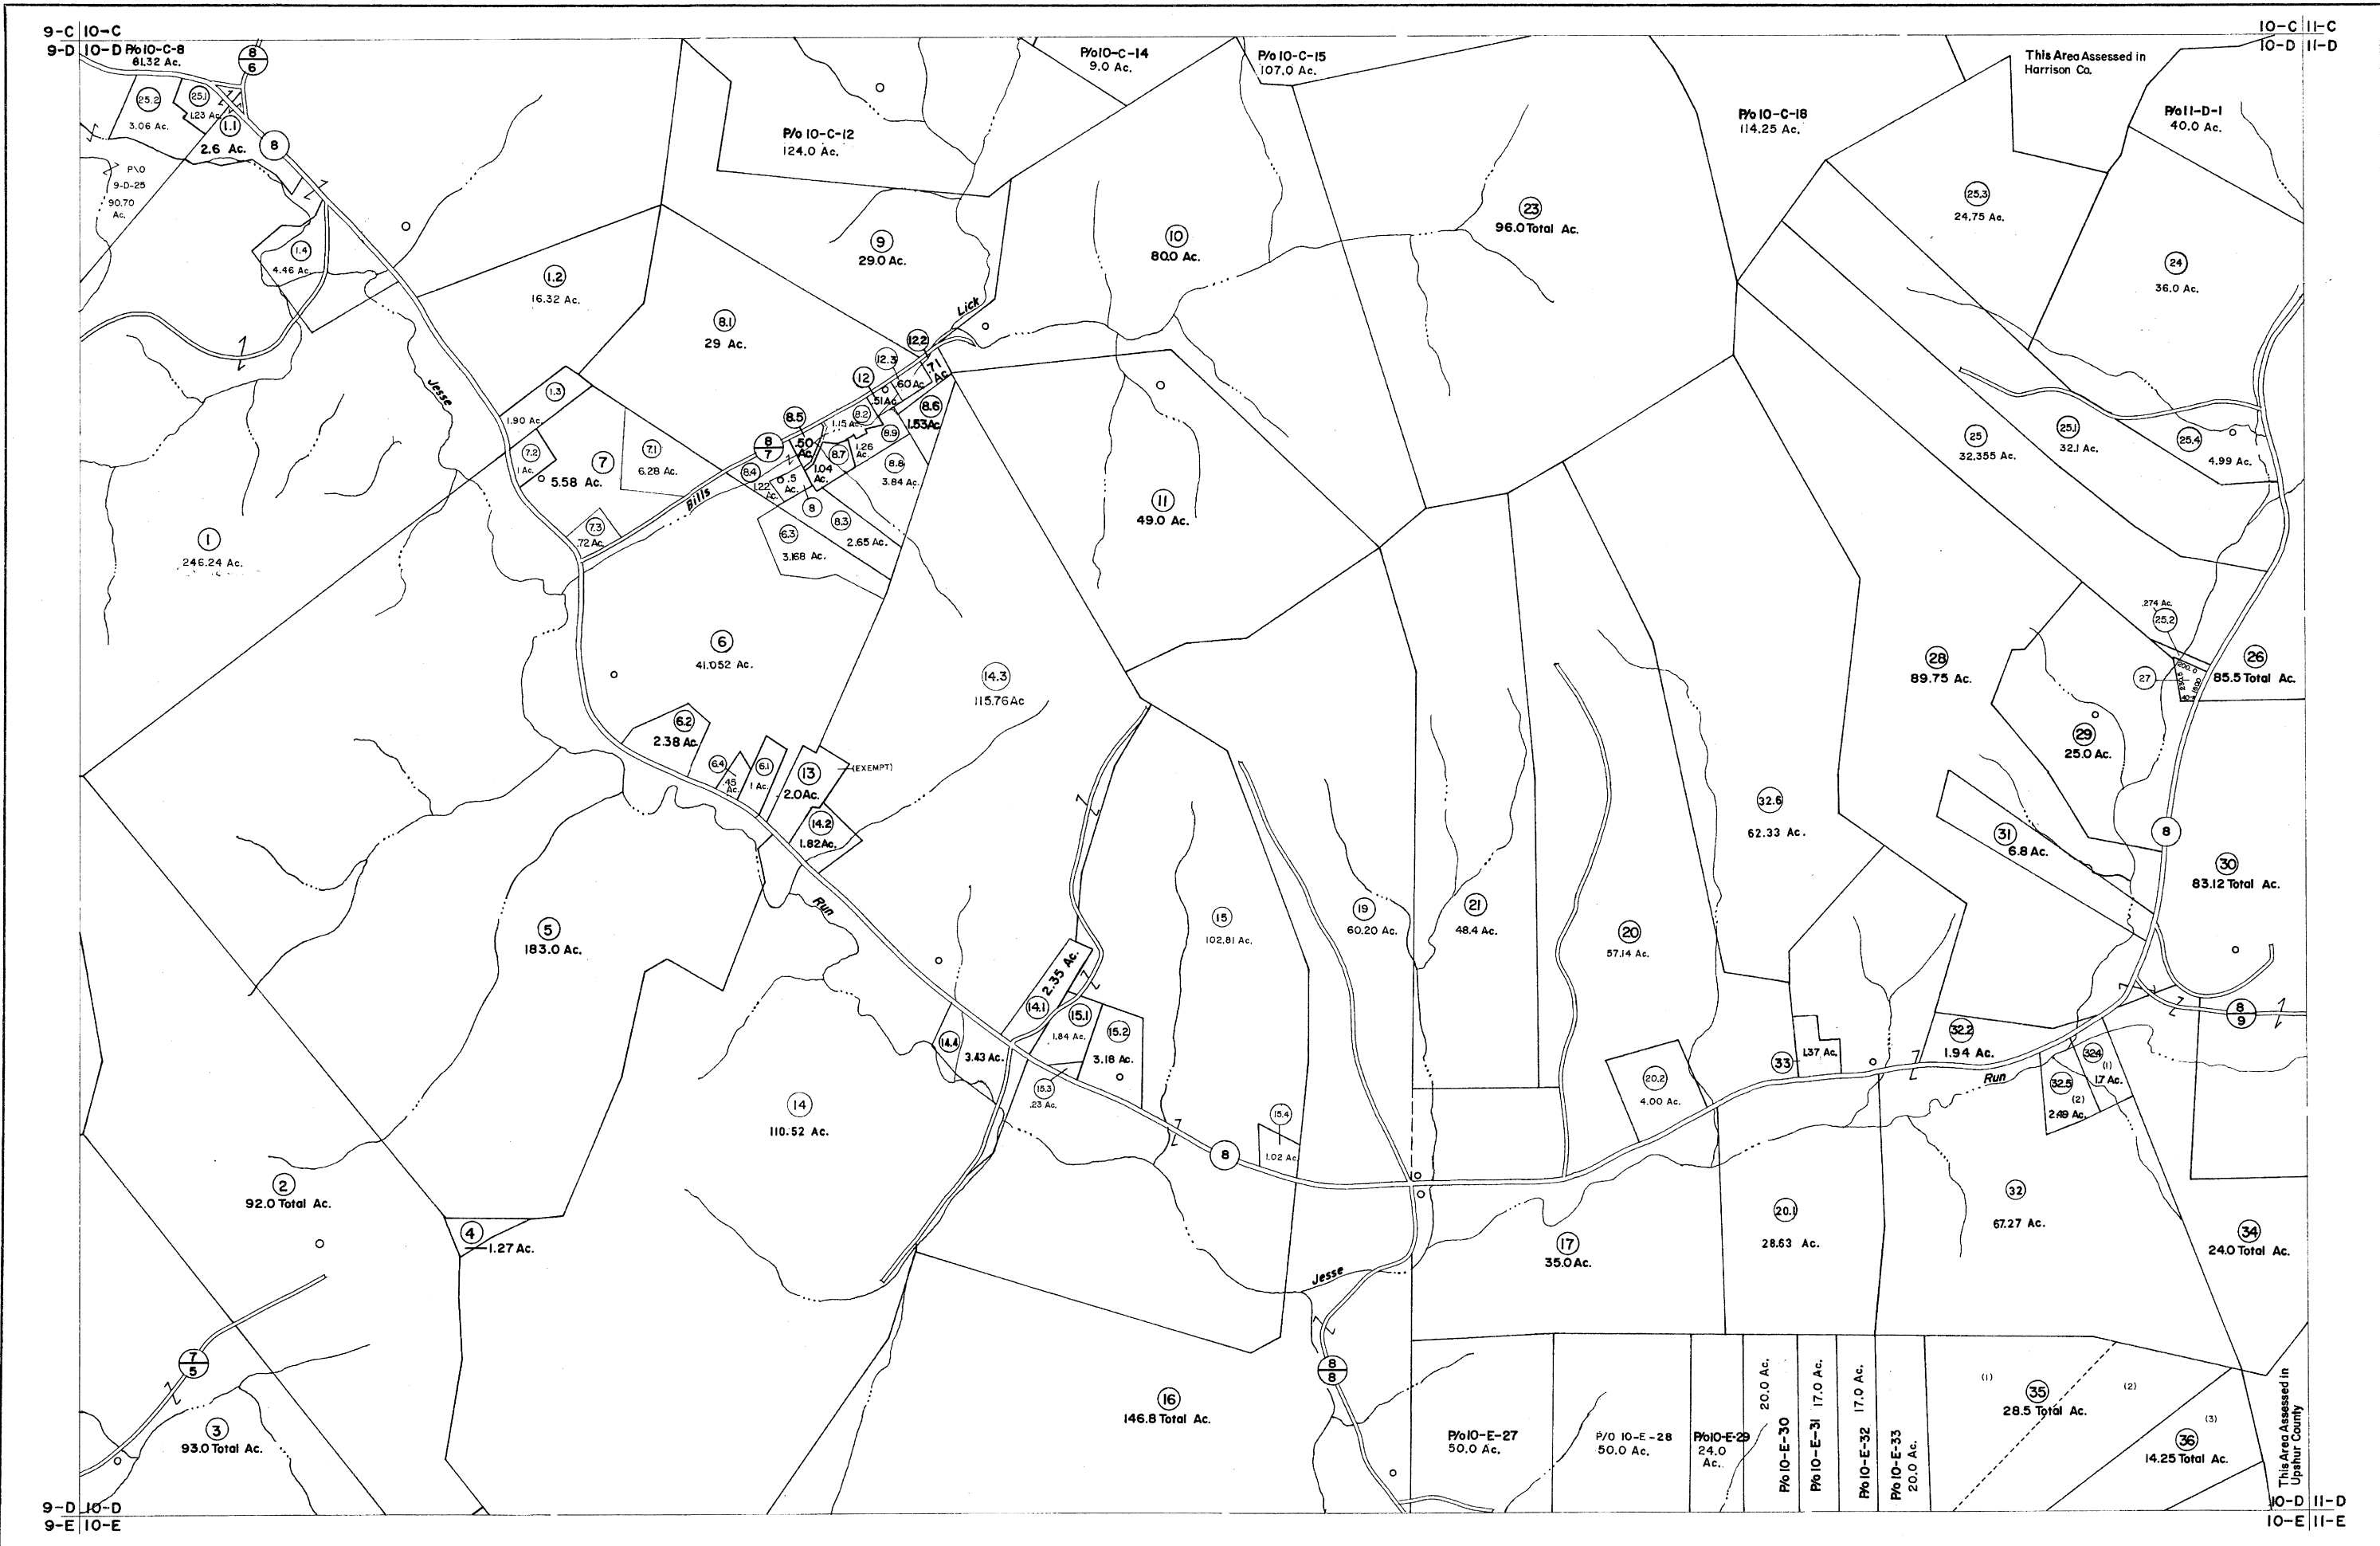 9-C 10-C
9-D 10-D
P/o 10-C-8
61.32 Ac.
8
6
P/o 10-C-14
9.0 Ac.
P/o 10-C-15
107.0 Ac.
This Area Assessed in
Harrison Co.
10-C 11-C
10-D 11-D
25.2
3.06 Ac.
25.1
1.23 Ac.
1.1
2.6 Ac.
8
P\O
9-D-25
90.70
Ac.
P/o 10-C-12
124.0 Ac.
P/o 10-C-18
114.25 Ac.
P/o 11-D-1
40.0 Ac.
1.4
4.46 Ac.
1.2
16.32 Ac.
9
29.0 Ac.
10
80.0 Ac.
23
96.0 Total Ac.
25.3
24.75 Ac.
24
36.0 Ac.
8.1
29 Ac.
Lick
12.2
.71
Ac.
12.3
.60 Ac.
12
.51 Ac.
Jesse
1.3
1.90 Ac.
8.5
.50
Ac.
8.2
1.15 Ac.
8.6
1.53 Ac.
8.9
1.26
Ac.
8
7
8.7
1.04
Ac.
8.8
3.84 Ac.
7.2
1 Ac.
7
5.58 Ac.
7.1
6.28 Ac.
8.4
1.22
Ac.
.5
Ac.
8
Bills
8.3
2.65 Ac.
6.3
3.168 Ac.
7.3
.72 Ac.
11
49.0 Ac.
25
32.355 Ac.
25.1
32.1 Ac.
25.4
4.99 Ac.
1
246.24 Ac.
6
41.052 Ac.
14.3
115.76 Ac
28
89.75 Ac.
.274 Ac.
25.2
200.0
27
26
85.5 Total Ac.
6.2
2.38 Ac.
6.4
.45
Ac.
6.1
1 Ac.
13
2.0 Ac.
(EXEMPT)
14.2
1.82 Ac.
29
25.0 Ac.
32.6
62.33 Ac.
8
31
6.8 Ac.
30
83.12 Total Ac.
5
183.0 Ac.
Run
15
102.81 Ac.
19
60.20 Ac.
21
48.4 Ac.
20
57.14 Ac.
14.1
2.35 Ac.
14.4
3.43 Ac.
15.1
1.84 Ac.
15.2
3.18 Ac.
15.3
.23 Ac.
15.4
1.02 Ac.
20.2
4.00 Ac.
33
1.37 Ac.
32.2
1.94 Ac.
Run
32.4
(1)
1.7 Ac.
32.5
(2)
2.49 Ac.
8
9
14
110.52 Ac.
8
2
92.0 Total Ac.
4
1.27 Ac.
17
35.0 Ac.
20.1
28.63 Ac.
32
67.27 Ac.
34
24.0 Total Ac.
Jesse
7
5
3
93.0 Total Ac.
8
8
16
146.8 Total Ac.
P/o 10-E-27
50.0 Ac.
P/O 10-E-28
50.0 Ac.
P/o 10-E-29
24.0
Ac.
P/o 10-E-30 20.0 Ac.
P/o 10-E-31 17.0 Ac.
P/o 10-E-32 17.0 Ac.
P/o 10-E-33
20.0 Ac.
(1)
35
28.5 Total Ac.
(2)
(3)
36
14.25 Total Ac.
This Area Assessed in
Upshur County
9-D 10-D
9-E 10-E
10-D 11-D
10-E 11-E